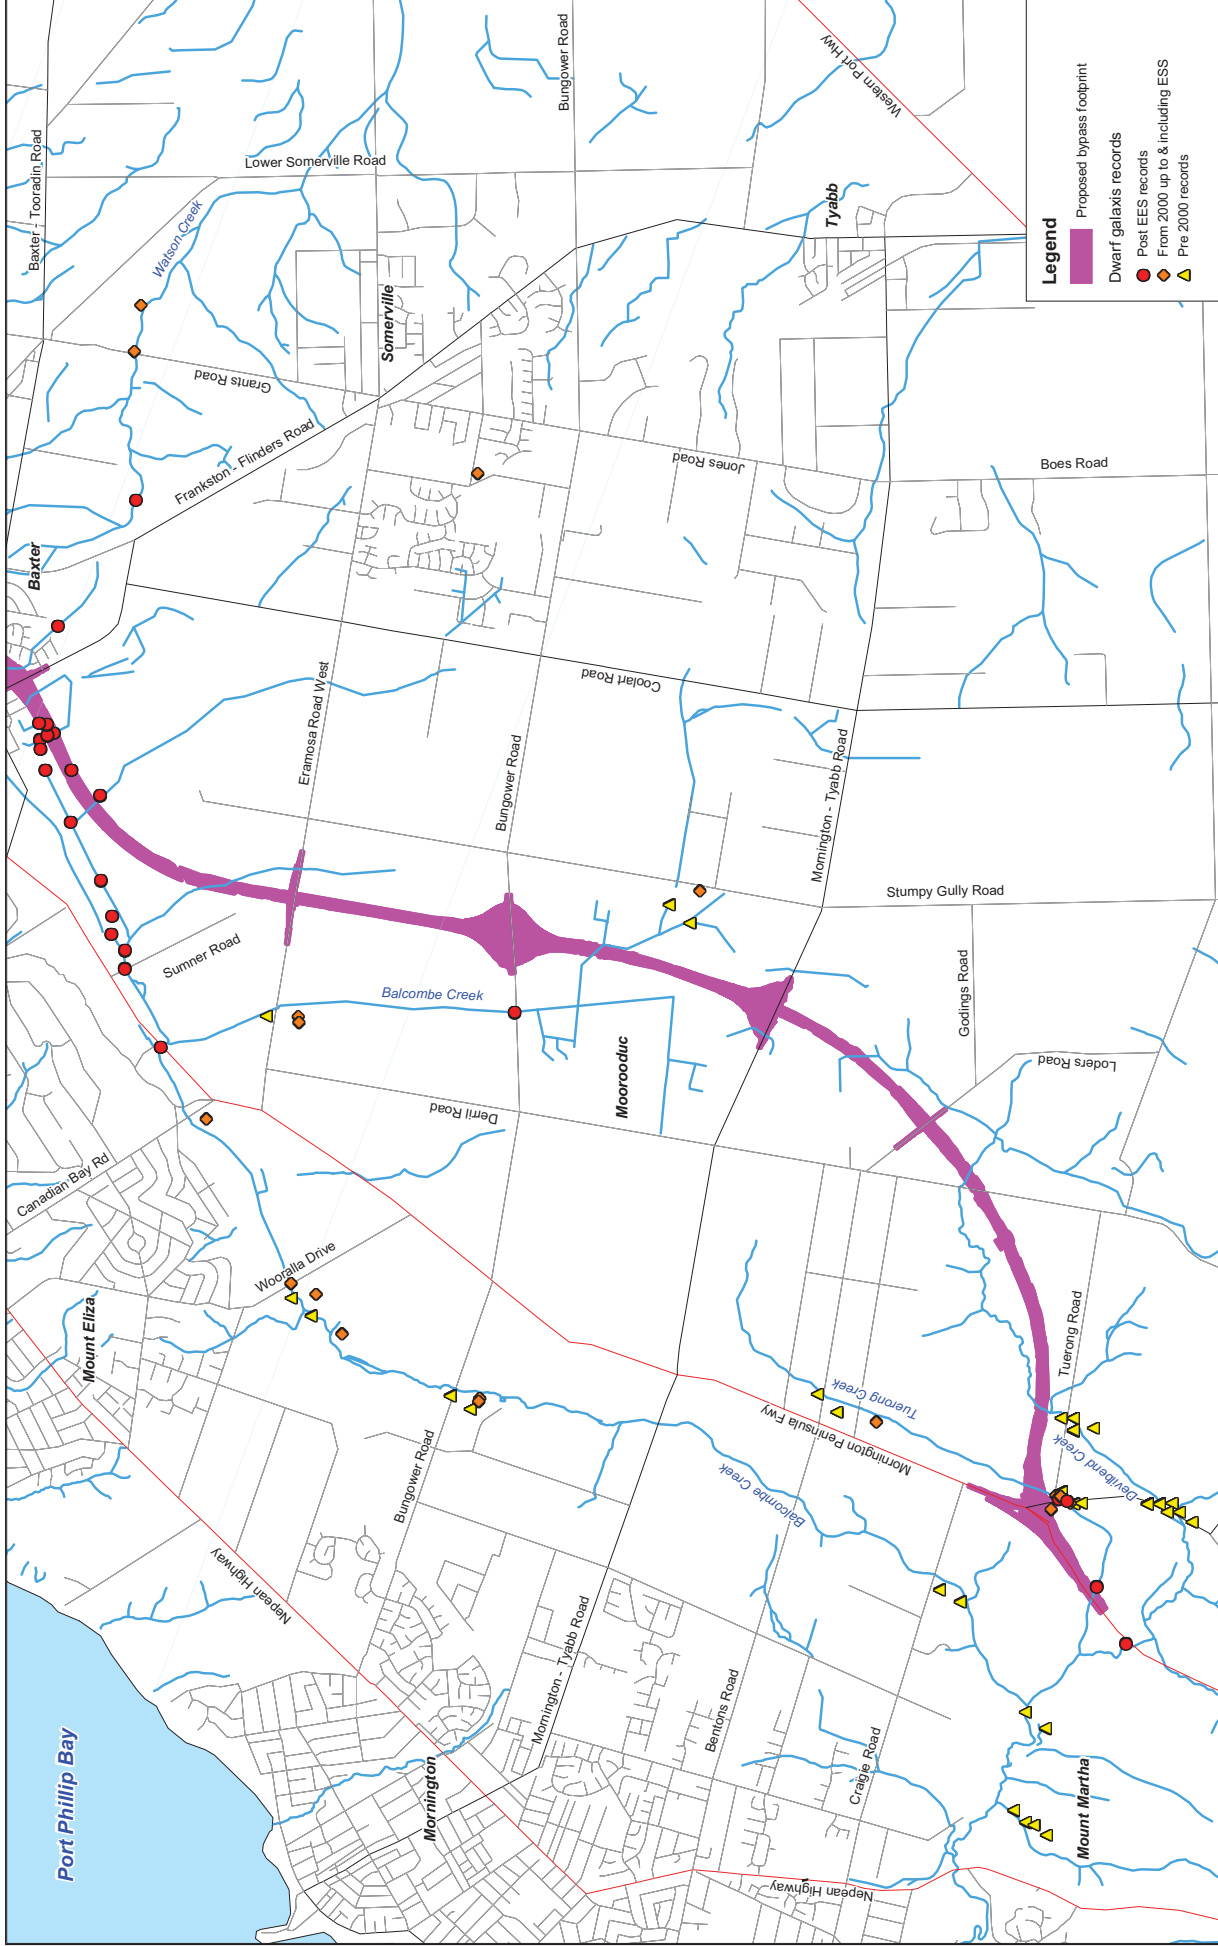 Port Phillip Bay
Nepean Highway
Mount Eliza
Canadian Bay Rd
Wooralla Drive
Sumner Road
Baxter
Baxter - Tooradin Road
Watson Creek
Grants Road
Frankston - Flinders Road
Lower Somerville Road
Somerville
Bungower Road
Western Port Hwy
Tyabb
Jones Road
Boes Road
Coolart Road
Eramosa Road West
Bungower Road
Mornington - Tyabb Road
Stumpy Gully Road
Balcombe Creek
Moorooduc
Derril Road
Godings Road
Loders Road
Tuerong Road
Tuerong Creek
Mornington Peninsula Fwy
Devilbend Creek
Balcombe Creek
Bungower Road
Mornington - Tyabb Road
Mornington
Bentons Road
Craigie Road
Nepean Highway
Mount Martha
Legend
Proposed bypass footprint
Dwarf galaxis records
Post EES records
From 2000 up to & including ESS
Pre 2000 records